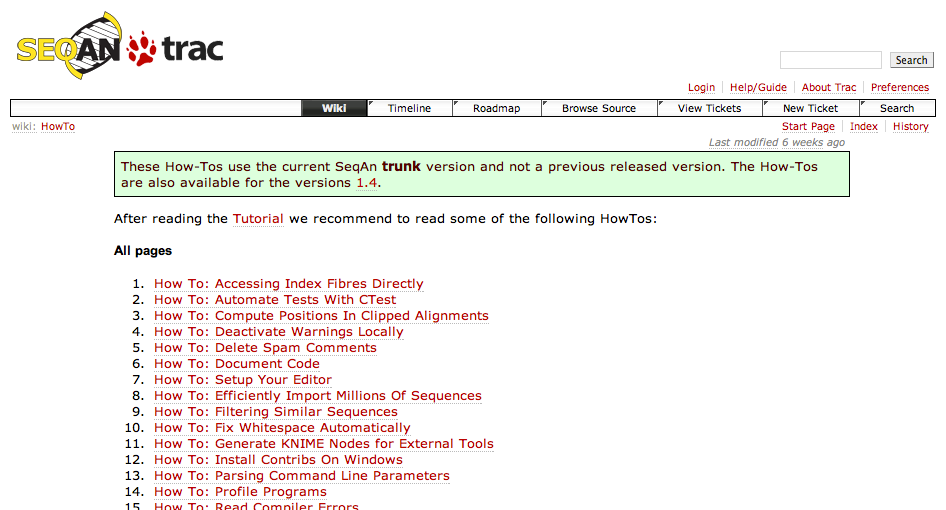 SEQAN trac
Search
Login Help/Guide About Trac Preferences
Wiki Timeline Roadmap Browse Source View Tickets New Ticket Search
wiki: HowTo Start Page Index History
Last modified 6 weeks ago
These How-Tos use the current SeqAn trunk version and not a previous released version. The How-Tos
are also available for the versions 1.4.
After reading the Tutorial we recommend to read some of the following HowTos:
All pages
1. How To: Accessing Index Fibres Directly
2. How To: Automate Tests With CTest
3. How To: Compute Positions In Clipped Alignments
4. How To: Deactivate Warnings Locally
5. How To: Delete Spam Comments
6. How To: Document Code
7. How To: Setup Your Editor
8. How To: Efficiently Import Millions Of Sequences
9. How To: Filtering Similar Sequences
10. How To: Fix Whitespace Automatically
11. How To: Generate KNIME Nodes for External Tools
12. How To: Install Contribs On Windows
13. How To: Parsing Command Line Parameters
14. How To: Profile Programs
15. How To: Read Compiler Errors